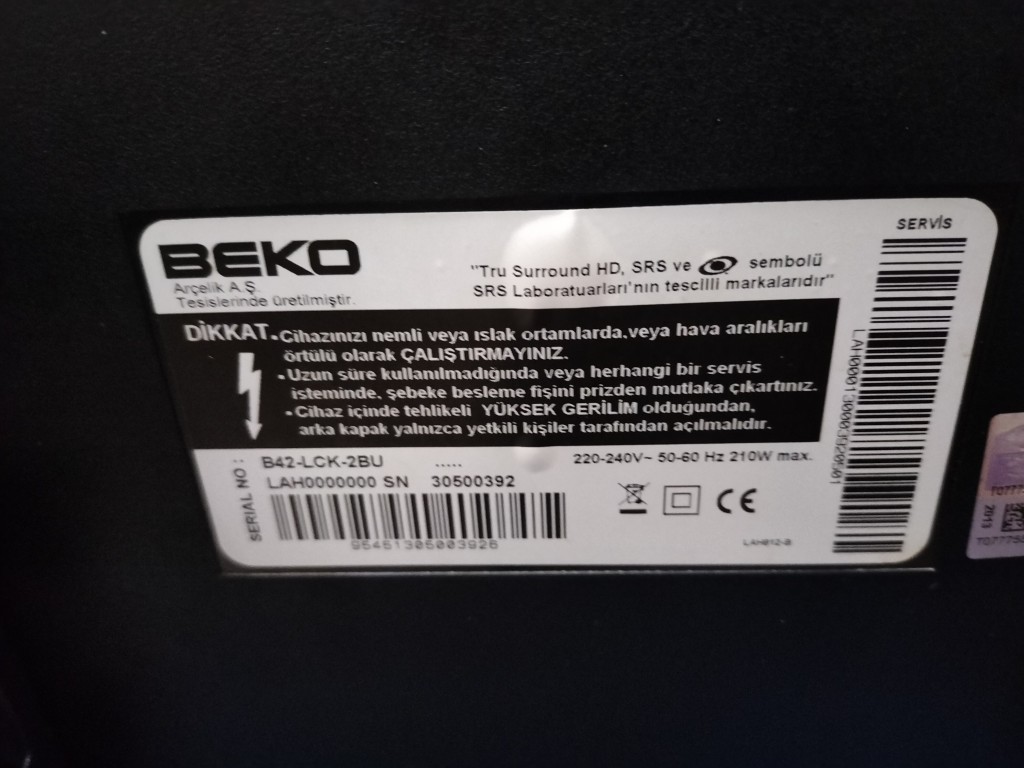 BEKO
Arçelik A.Ş.
Tesislerinde üretilmiştir.
"Tru Surround HD, SRS ve sembolü
SRS Laboratuarları'nın tescilli markalarıdır"
SERVİS
DİKKAT.
•Cihazınızı nemli veya ıslak ortamlarda,veya hava aralıkları
örtülü olarak ÇALIŞTIRMAYINIZ.
•Uzun süre kullanılmadığında veya herhangi bir servis
isteminde, şebeke besleme fişini prizden mutlaka çıkartınız.
•Cihaz içinde tehlikeli YÜKSEK GERİLİM olduğundan,
arka kapak yalnızca yetkili kişiler tarafından açılmalıdır.
SERIAL NO :
B42-LCK-2BU .....
220-240V~ 50-60 Hz 210W max.
LAH0000000 SN 30500392
95451305003926
CE
LAH012-B
2013